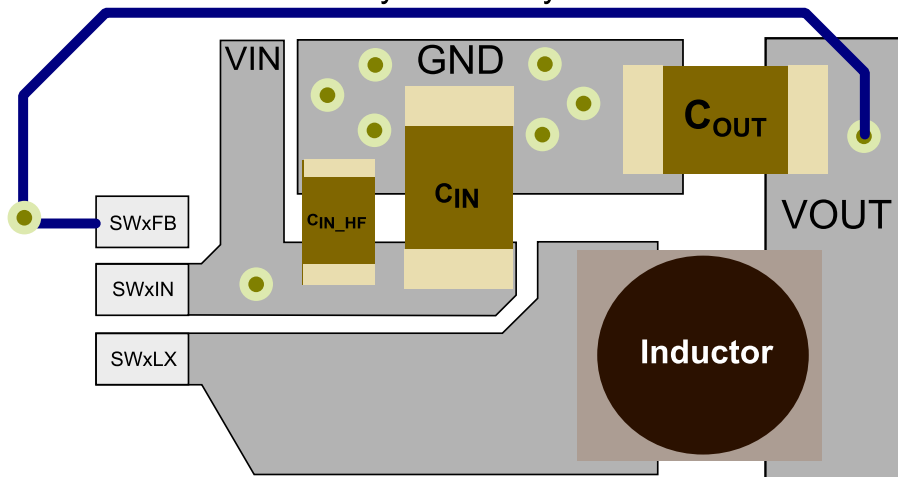 VIN
GND
COUT
CIN
CIN_HF
SWxFB
VOUT
SWxIN
SWxLX
Inductor